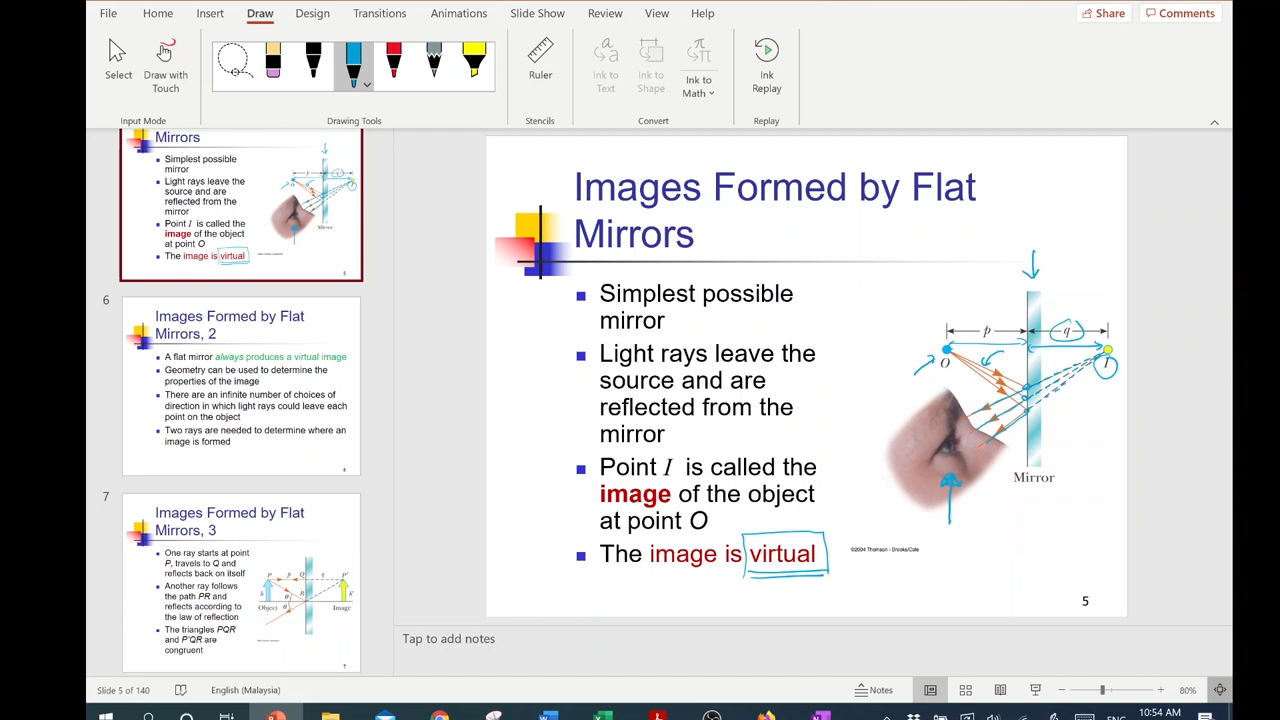 File Home Insert Draw Design Transitions Animations Slide Show Review View Help Share Comments
Select
Draw with
Touch
Ruler
Ink to
Text
Ink to
Shape
Ink to
Math
Ink
Replay
Input Mode Drawing Tools Stencils Convert Replay
Mirrors
Simplest possible
mirror
Light rays leave the
source and are
reflected from the
mirror
Point I is called the
image of the object
at point O
The image is virtual
Mirror
5
6
Images Formed by Flat
Mirrors, 2
A flat mirror always produces a virtual image
Geometry can be used to determine the
properties of the image
There are an infinite number of choices of
direction in which light rays could leave each
point on the object
Two rays are needed to determine where an
image is formed
6
7
Images Formed by Flat
Mirrors, 3
One ray starts at point
P, travels to Q and
reflects back on itself
Another ray follows
the path PR and
reflects according to
the law of reflection
The triangles PQR
and P'QR are
congruent
P p Q q P'
h θ R h'
Object θ Image
7
Images Formed by Flat
Mirrors
Simplest possible
mirror
Light rays leave the
source and are
reflected from the
mirror
Point I is called the
image of the object
at point O
The image is virtual
p q
O I
Mirror
©2004 Thomson - Brooks/Cole
5
Tap to add notes
Slide 5 of 140 English (Malaysia) Notes 80%
ENG 10:54 AM